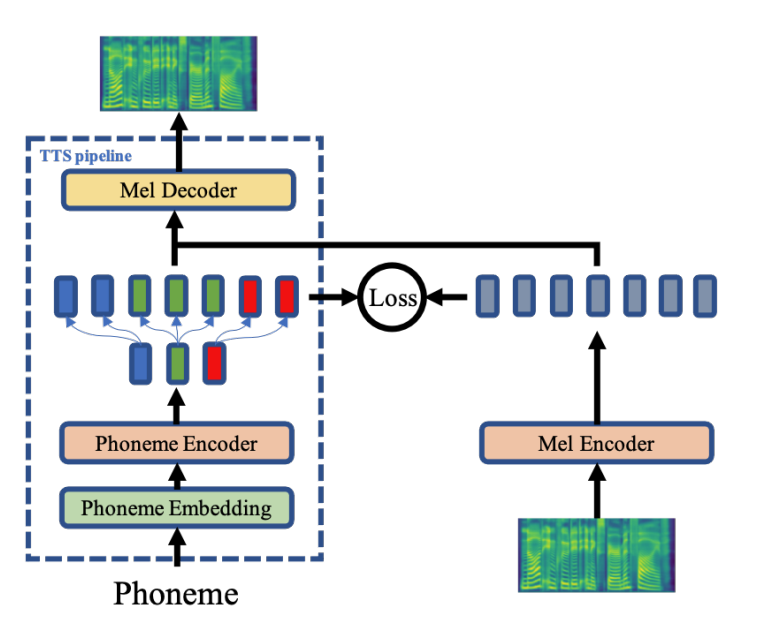 TTS pipeline
Mel Decoder
Loss
Phoneme Encoder
Mel Encoder
Phoneme Embedding
Phoneme